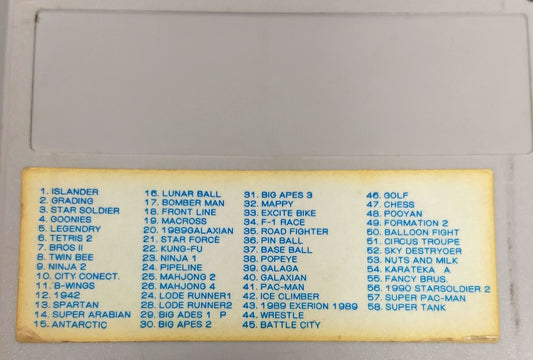 1. ISLANDER
2. GRADING
3. STAR SOLDIER
4. GOONIES
5. LEGENDRY
6. TETRIS 2
7. BROS II
8. TWIN BEE
9. NINJA 2
10. CITY CONECT.
11. B-WINGS
12. 1942
13. SPARTAN
14. SUPER ARABIAN
15. ANTARCTIC
16. LUNAR BALL
17. BOMBER MAN
18. FRONT LINE
19. MACROSS
20. 1989GALAXIAN
21. STAR FORCE
22. KUNG-FU
23. NINJA 1
24. PIPELINE
25. MAHJONG 2
26. MAHJONG 4
24. LODE RUNNER1
28. LODE RUNNER2
29. BIG ADES 1 P
30. BIG APES 2
31. BIG APES 3
32. MAPPY
33. EXCITE BIKE
34. F-1 RACE
35. ROAD FIGHTER
36. PIN BALL
37. BASE BALL
38. POPEYE
39. GALAGA
40. GALAXIAN
41. PAC-MAN
42. ICE CLIMBER
43. 1989 EXERION 1989
44. WRESTLE
45. BATTLE CITY
46. GOLF
47. CHESS
48. POOYAN
49. FORMATION 2
50. BALLOON FIGHT
51. CIRCUS TROUPE
52. SKY DESTRYOER
53. NUTS AND MILK
54. KARATEKA A
55. FANCY BRUS.
56. 1990 STARSOLDIER 2
57. SUPER PAC-MAN
58. SUPER TANK